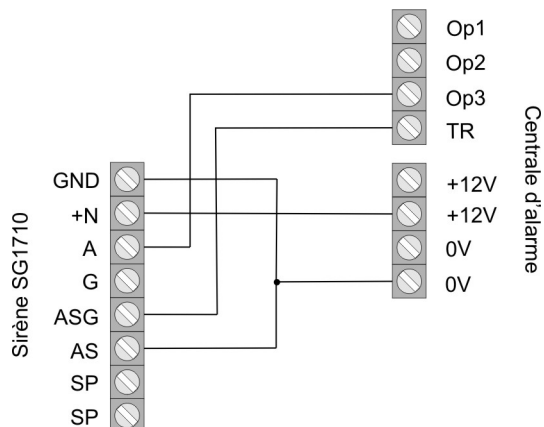 Op1
Op2
Op3
TR
+12V
+12V
0V
0V
Centrale d'alarme
Sirène SG1710
GND
+N
A
G
ASG
AS
SP
SP